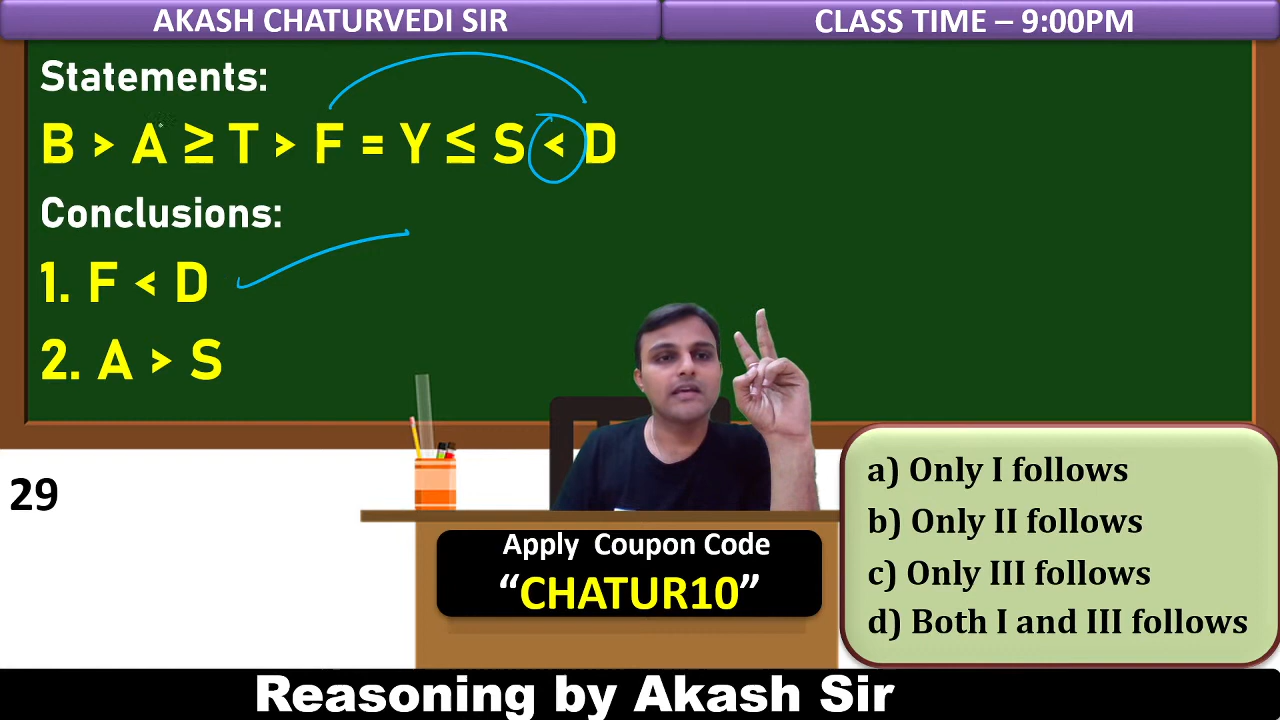 AKASH CHATURVEDI SIR
CLASS TIME – 9:00PM
Statements:
B > A ≥ T > F = Y ≤ S < D
Conclusions:
1. F < D
2. A > S
29
Apply Coupon Code
“CHATUR10”
a) Only I follows
b) Only II follows
c) Only III follows
d) Both I and III follows
Reasoning by Akash Sir